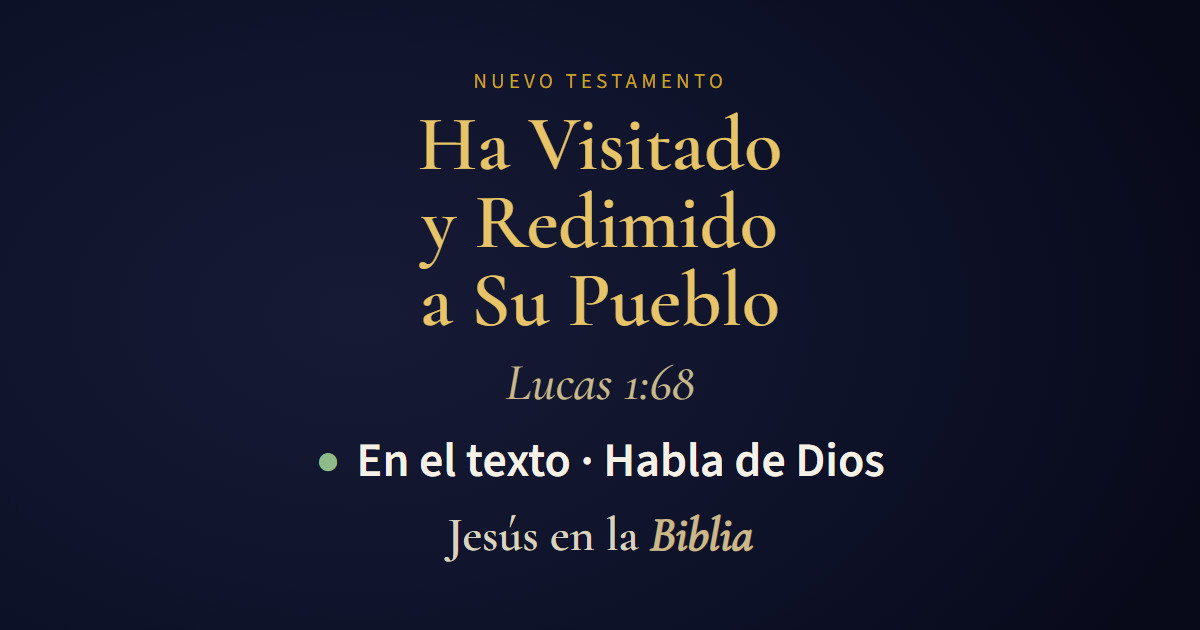 NUEVO TESTAMENTO
Ha Visitado
y Redimido
a Su Pueblo
Lucas 1:68
En el texto · Habla de Dios
Jesús en la Biblia